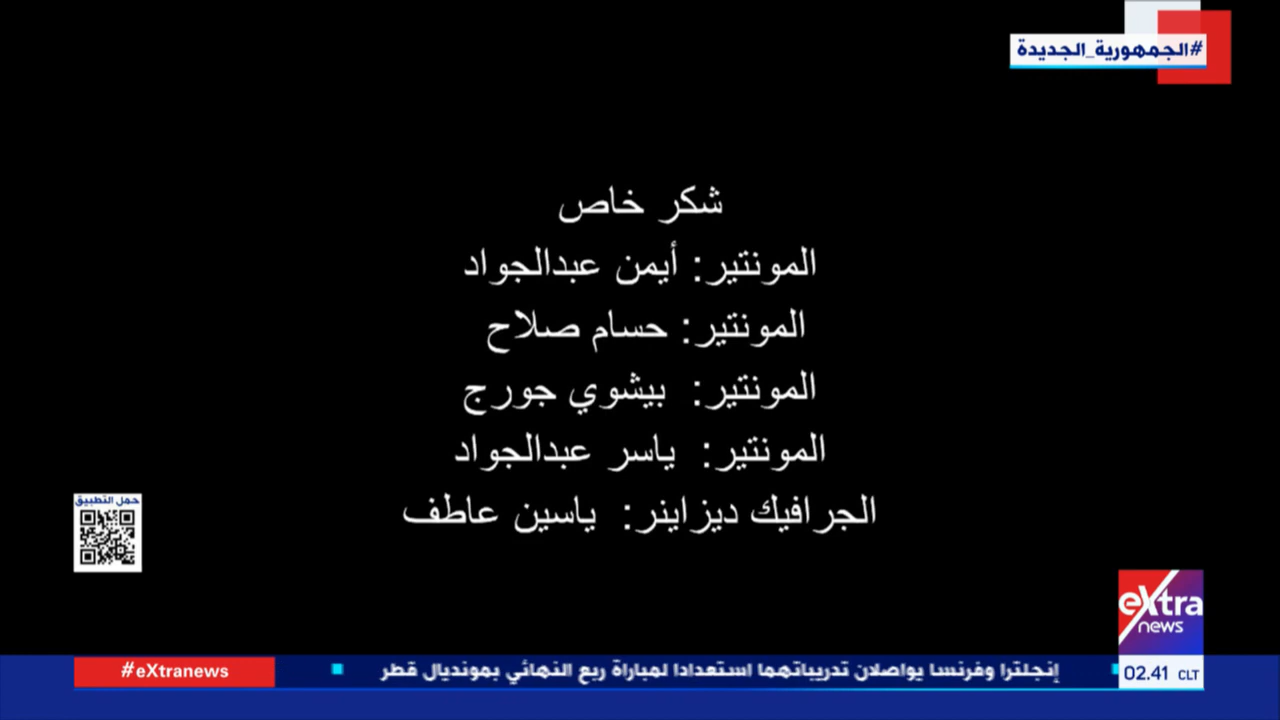 #الجمهورية_الجديدة
شكر خاص
المونتير: أيمن عبدالجواد
المونتير: حسام صلاح
المونتير: بيشوي جورج
المونتير: ياسر عبدالجواد
الجرافيك ديزاينر: ياسين عاطف
حمل التطبيق
eXtra
news
#eXtranews
إنجلترا وفرنسا يواصلان تدريباتهما استعدادا لمباراة ربع النهائي بمونديال قطر
02.41 CLT